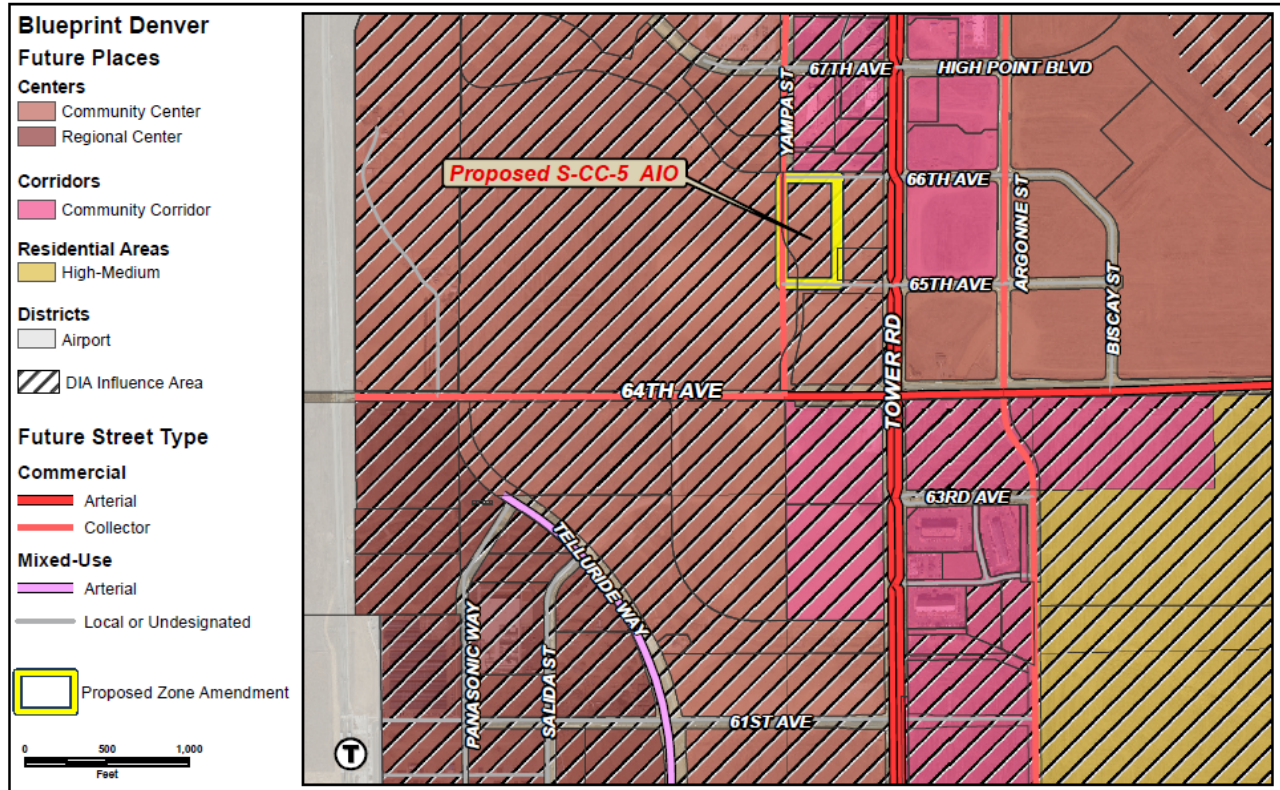 Blueprint Denver
Future Places
Centers
Community Center
Regional Center
Corridors
Community Corridor
Residential Areas
High-Medium
Districts
Airport
DIA Influence Area
Future Street Type
Commercial
Arterial
Collector
Mixed-Use
Arterial
Local or Undesignated
Proposed Zone Amendment
0 500 1,000
Feet
67TH AVE
HIGH POINT BLVD
YAMPA ST
Proposed S-CC-5 AIO
66TH AVE
ARGONNE ST
65TH AVE
BISCAY ST
TOWER RD
64TH AVE
63RD AVE
TELLURIDE WAY
PANASONIC WAY
SALIDA ST
61ST AVE
T